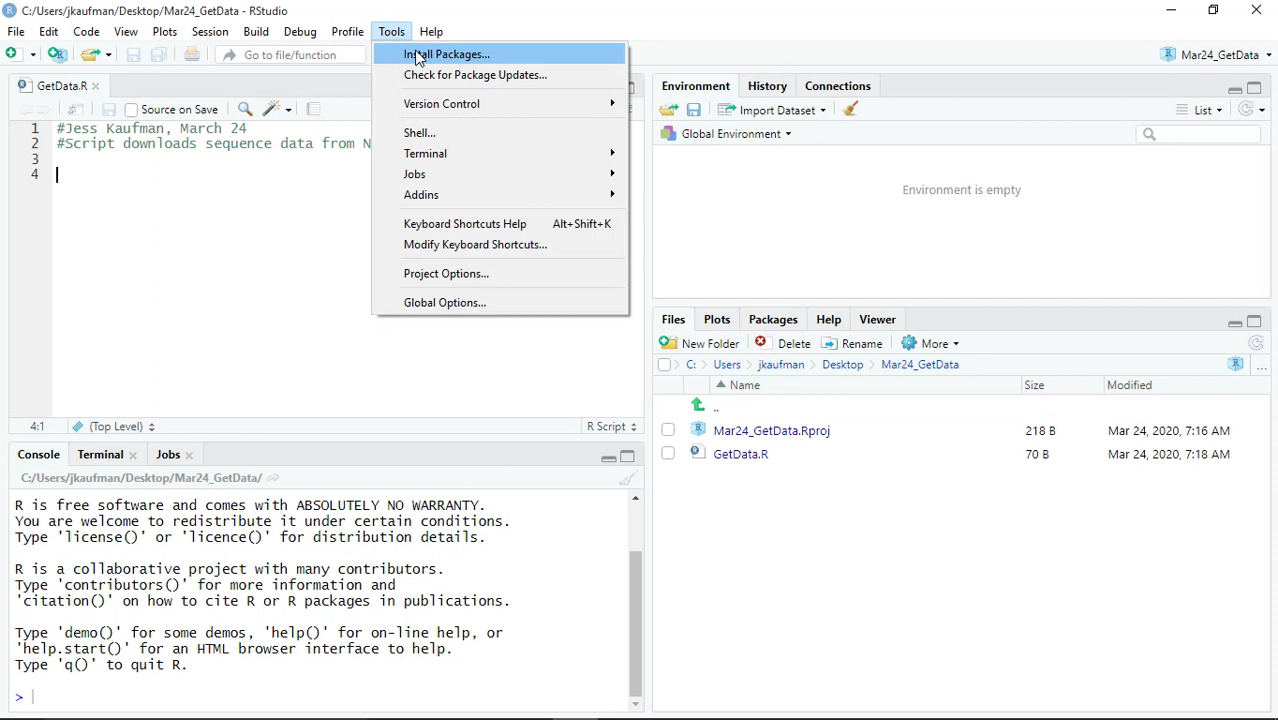 C:/Users/jkaufman/Desktop/Mar24_GetData - RStudio
File Edit Code View Plots Session Build Debug Profile Tools Help
Go to file/function
Mar24_GetData
Install Packages...
Check for Package Updates...
Version Control
Shell...
Terminal
Jobs
Addins
Keyboard Shortcuts Help Alt+Shift+K
Modify Keyboard Shortcuts...
Project Options...
Global Options...
GetData.R
Source on Save
1 #Jess Kaufman, March 24
2 #Script downloads sequence data from N
3
4
4:1 (Top Level) R Script
Console Terminal Jobs
C:/Users/jkaufman/Desktop/Mar24_GetData/
R is free software and comes with ABSOLUTELY NO WARRANTY.
You are welcome to redistribute it under certain conditions.
Type 'license()' or 'licence()' for distribution details.
R is a collaborative project with many contributors.
Type 'contributors()' for more information and
'citation()' on how to cite R or R packages in publications.
Type 'demo()' for some demos, 'help()' for on-line help, or
'help.start()' for an HTML browser interface to help.
Type 'q()' to quit R.
>
Environment History Connections
Import Dataset List
Global Environment
Environment is empty
Files Plots Packages Help Viewer
New Folder Delete Rename More
C: Users jkaufman Desktop Mar24_GetData ...
Name Size Modified
..
Mar24_GetData.Rproj 218 B Mar 24, 2020, 7:16 AM
GetData.R 70 B Mar 24, 2020, 7:18 AM